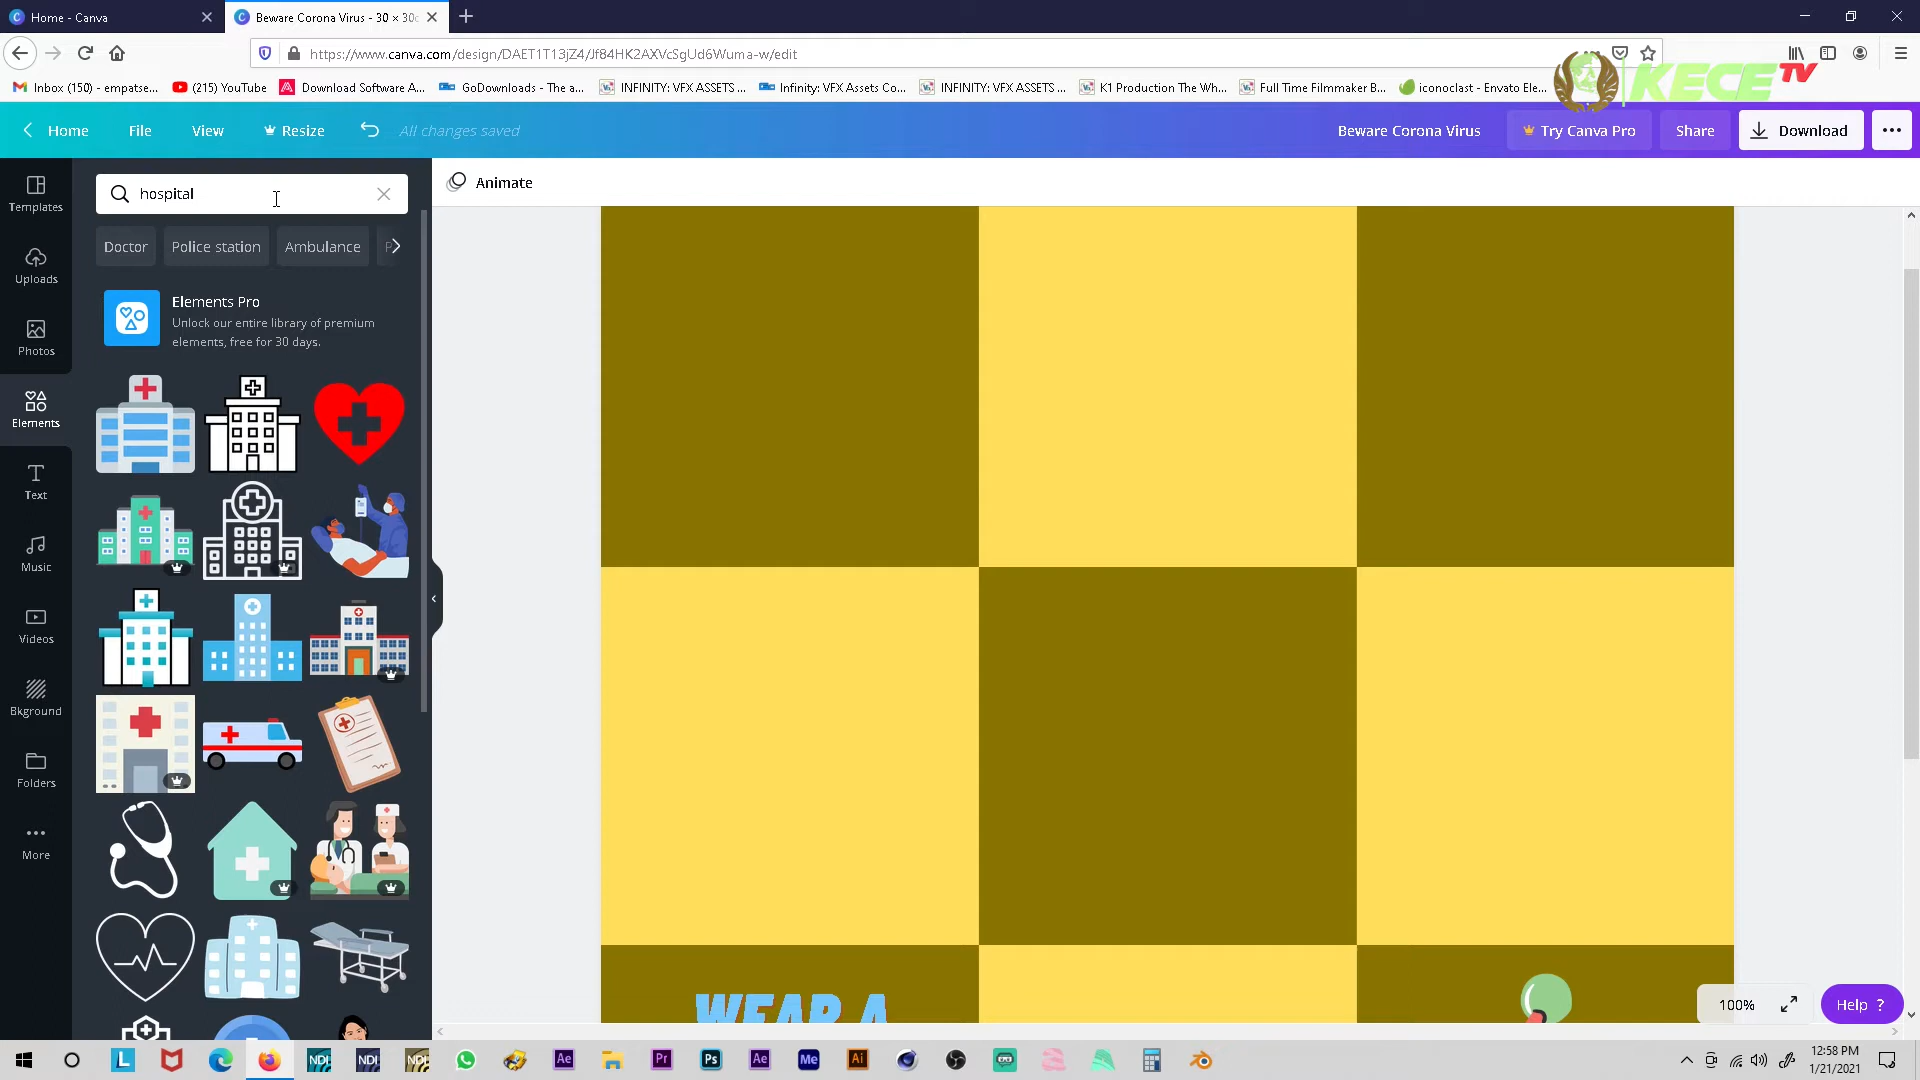 Home - Canva
Beware Corona Virus - 30 × 30c
https://www.canva.com/design/DAET1T13jZ4/Jf84HK2AXVcSgUd6Wuma-w/edit
KECE TV
Inbox (150) - empatse...
(215) YouTube
Download Software A...
GoDownloads - The a...
INFINITY: VFX ASSETS ...
Infinity: VFX Assets Co...
INFINITY: VFX ASSETS ...
K1 Production The Wh...
Full Time Filmmaker B...
iconoclast - Envato Ele...
Home
File
View
Resize
All changes saved
Beware Corona Virus
Try Canva Pro
Share
Download
Templates
Uploads
Photos
Elements
Text
Music
Videos
Bkground
Folders
More
hospital
Doctor
Police station
Ambulance
Elements Pro
Unlock our entire library of premium
elements, free for 30 days.
Animate
WEAR A
100%
Help ?
12:58 PM
1/21/2021